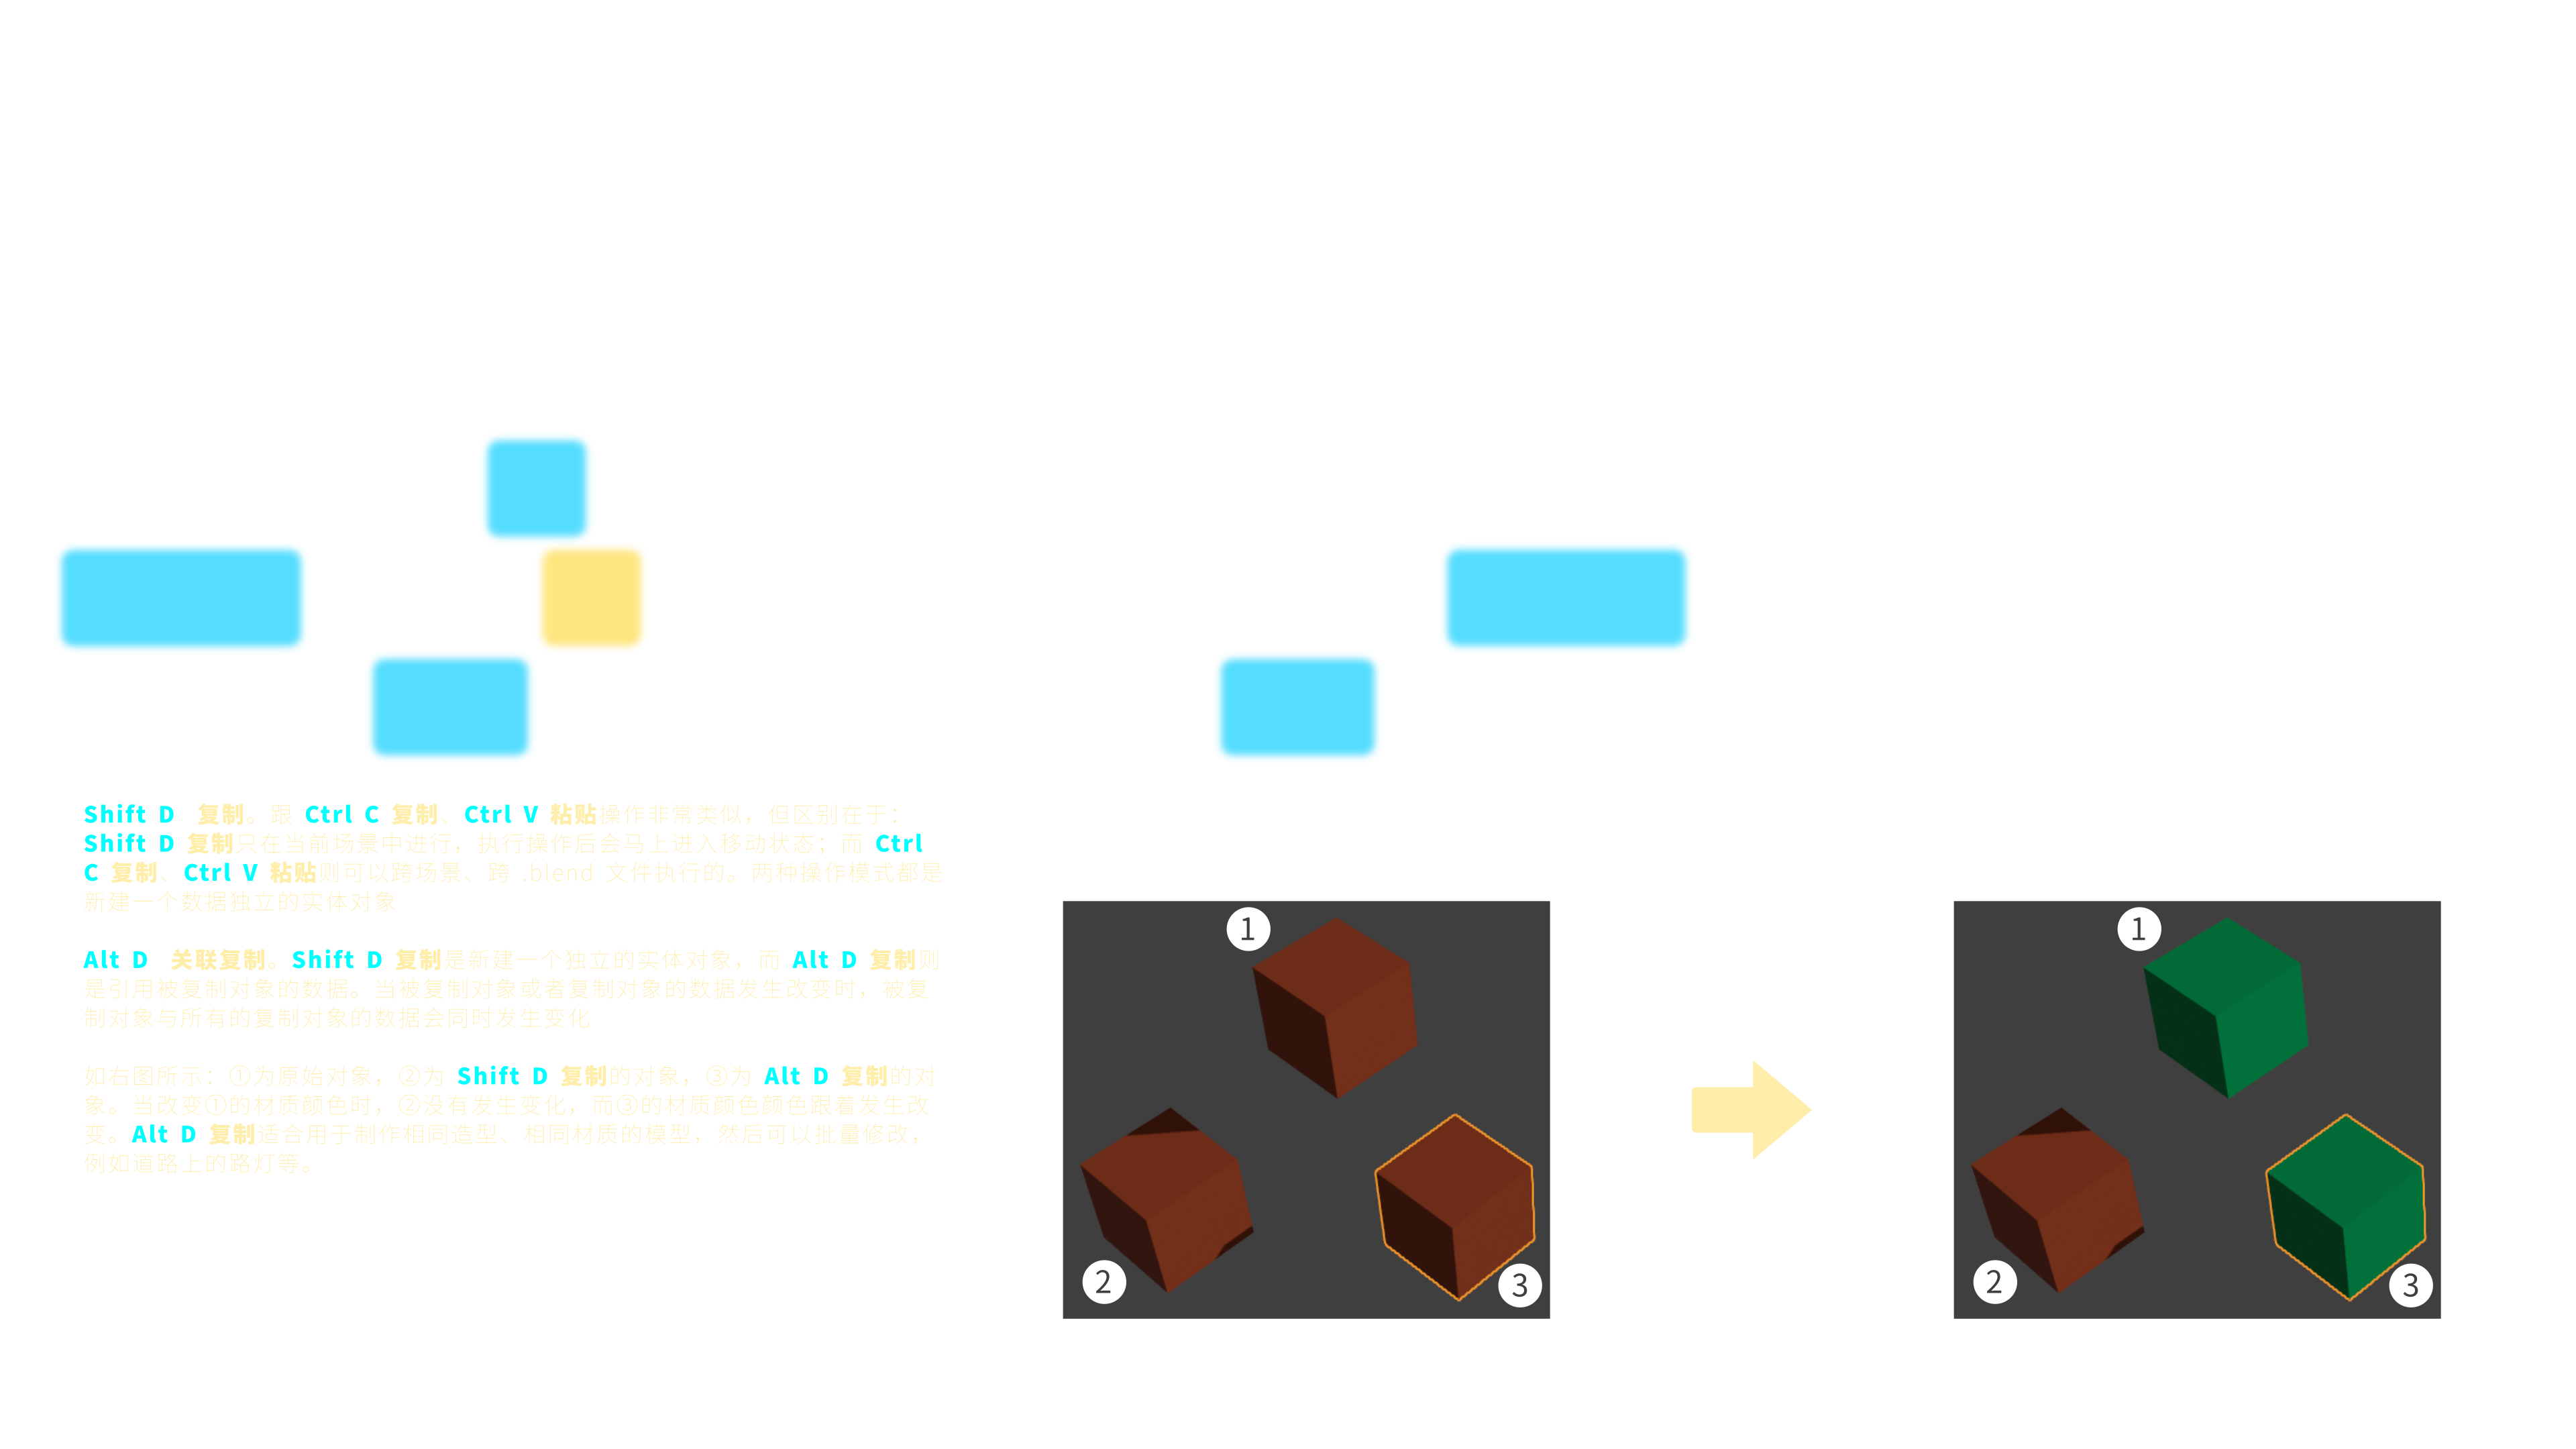 Shift D 复制。跟 Ctrl C 复制、Ctrl V 粘贴操作非常类似，但区别在于：
Shift D 复制只在当前场景中进行，执行操作后会马上进入移动状态；而 Ctrl
C 复制、Ctrl V 粘贴则可以跨场景、跨 .blend 文件执行的。两种操作模式都是
新建一个数据独立的实体对象
Alt D 关联复制。Shift D 复制是新建一个独立的实体对象，而 Alt D 复制则
是引用被复制对象的数据。当被复制对象或者复制对象的数据发生改变时，被复
制对象与所有的复制对象的数据会同时发生变化
如右图所示：①为原始对象，②为 Shift D 复制的对象，③为 Alt D 复制的对
象。当改变①的材质颜色时，②没有发生变化，而③的材质颜色颜色跟着发生改
变。Alt D 复制适合用于制作相同造型、相同材质的模型，然后可以批量修改，
例如道路上的路灯等。
1
2
3
1
2
3